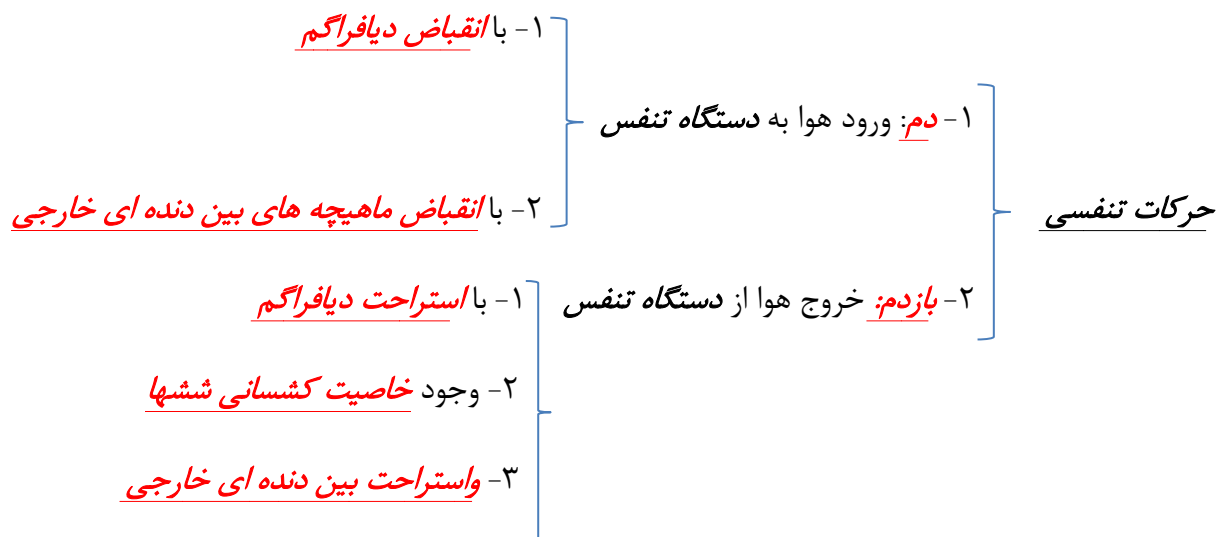 حرکات تنفسی
۱- دم: ورود هوا به دستگاه تنفس
۱- با انقباض دیافراگم
۲- با انقباض ماهیچه های بین دنده ای خارجی
۲- بازدم: خروج هوا از دستگاه تنفس
۱- با استراحت دیافراگم
۲- وجود خاصیت کشسانی ششها
۳- واستراحت بین دنده ای خارجی